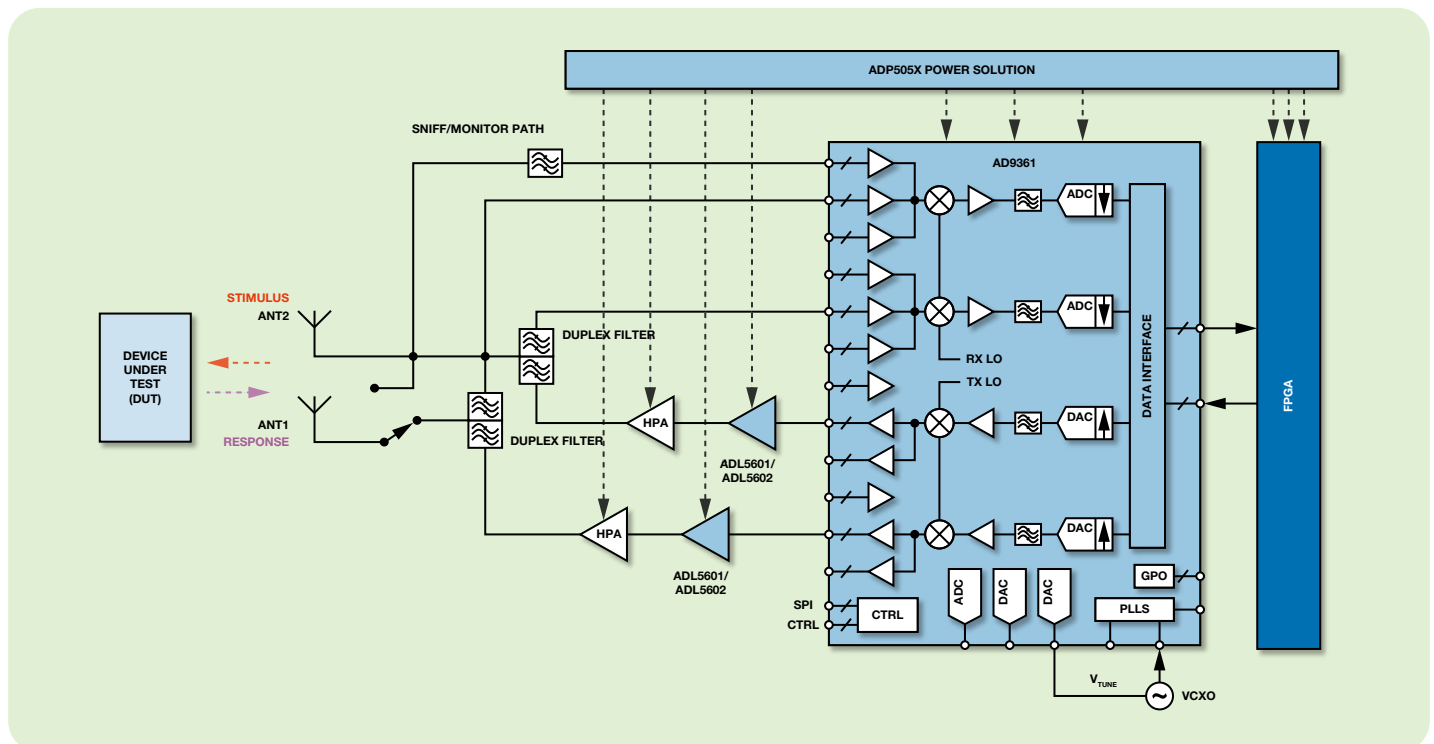 ADP505X POWER SOLUTION
SNIFF/MONITOR PATH
AD9361
ADC
STIMULUS
ANT2
DUPLEX FILTER
ADC
DEVICE
UNDER
TEST
(DUT)
RX LO
TX LO
DATA INTERFACE
FPGA
ANT1
RESPONSE
DUPLEX FILTER
HPA
DAC
ADL5601/
ADL5602
HPA
DAC
ADL5601/
ADL5602
ADC
DAC
DAC
GPO
SPI
CTRL
CTRL
PLLS
VTUNE
VCXO